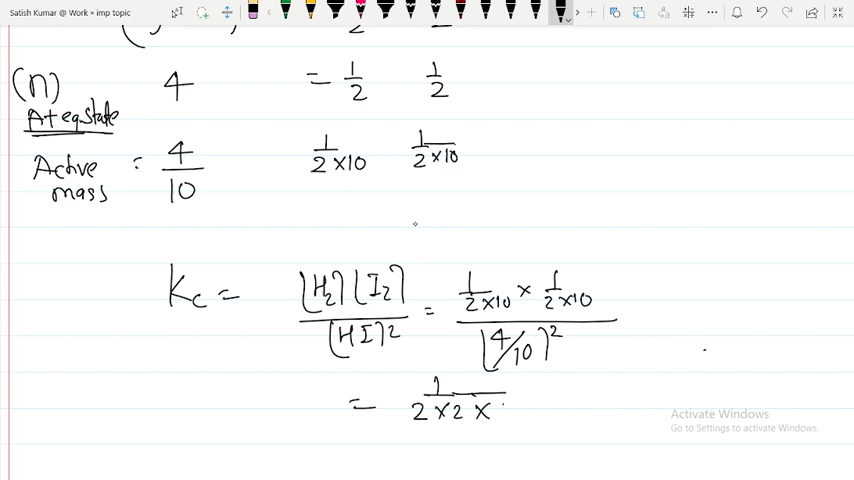 Satish Kumar @ Work » imp topic
2 2
(n) 4 = 1/2 1/2
At eq. State
Active mass = 4/10 1/2×10 1/2×10
Kc = [H2][I2]/[HI]2 = 1/2×10 × 1/2×10 / (4/10)2
= 1/2×2×
Activate Windows
Go to Settings to activate Windows.